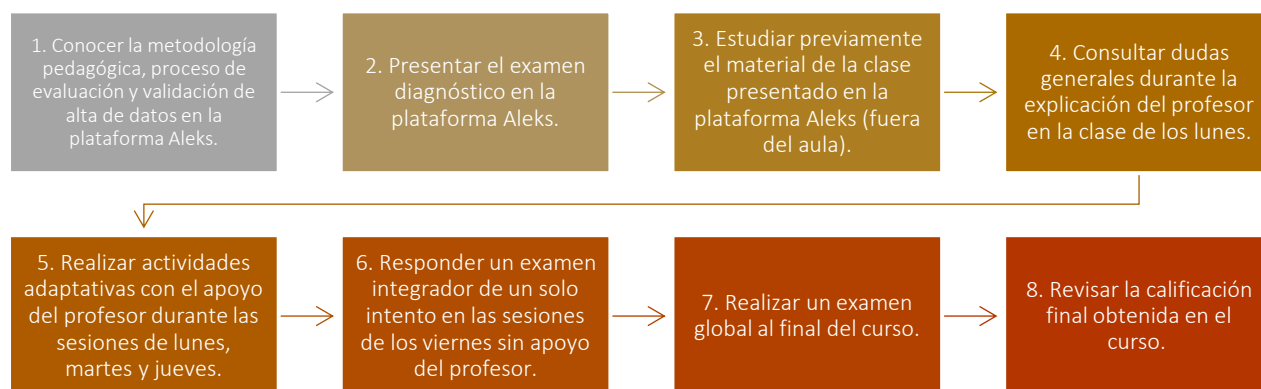 1. Conocer la metodología
pedagógica, proceso de
evaluación y validación de
alta de datos en la
plataforma Aleks.
2. Presentar el examen
diagnóstico en la
plataforma Aleks.
3. Estudiar previamente
el material de la clase
presentado en la
plataforma Aleks (fuera
del aula).
4. Consultar dudas
generales durante la
explicación del profesor
en la clase de los lunes.
5. Realizar actividades
adaptativas con el apoyo
del profesor durante las
sesiones de lunes,
martes y jueves.
6. Responder un examen
integrador de un solo
intento en las sesiones
de los viernes sin apoyo
del profesor.
7. Realizar un examen
global al final del curso.
8. Revisar la calificación
final obtenida en el
curso.